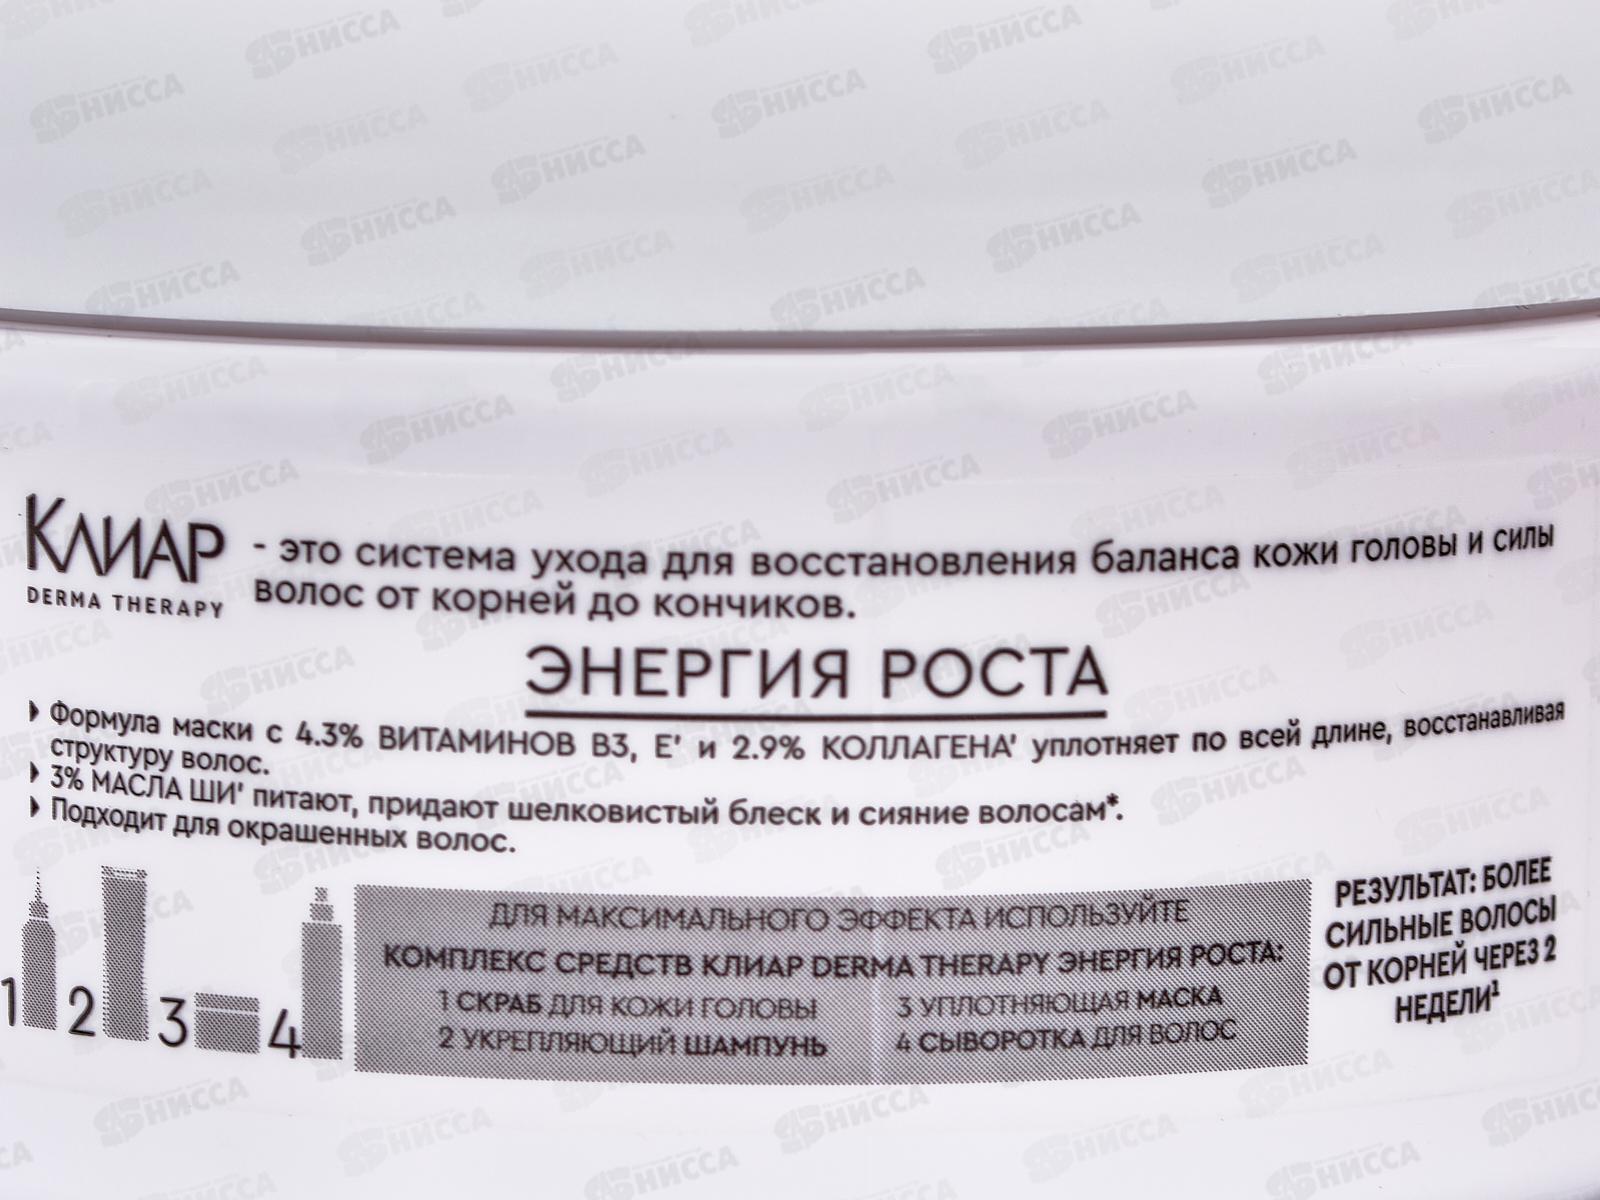 КЛИАР
DERMA THERAPY
- это система ухода для восстановления баланса кожи головы и силы
волос от корней до кончиков.
ЭНЕРГИЯ РОСТА
Формула маски с 4.3% ВИТАМИНОВ В3, Е' и 2.9% КОЛЛАГЕНА' уплотняет по всей длине, восстанавливая
структуру волос.
3% МАСЛА ШИ' питают, придают шелковистый блеск и сияние волосам*.
Подходит для окрашенных волос.
1 2 3 4
ДЛЯ МАКСИМАЛЬНОГО ЭФФЕКТА ИСПОЛЬЗУЙТЕ
КОМПЛЕКС СРЕДСТВ КЛИАР DERMA THERAPY ЭНЕРГИЯ РОСТА:
1 СКРАБ ДЛЯ КОЖИ ГОЛОВЫ
2 УКРЕПЛЯЮЩИЙ ШАМПУНЬ
3 УПЛОТНЯЮЩАЯ МАСКА
4 СЫВОРОТКА ДЛЯ ВОЛОС
РЕЗУЛЬТАТ: БОЛЕЕ
СИЛЬНЫЕ ВОЛОСЫ
ОТ КОРНЕЙ ЧЕРЕЗ 2
НЕДЕЛИ¹
НИССА